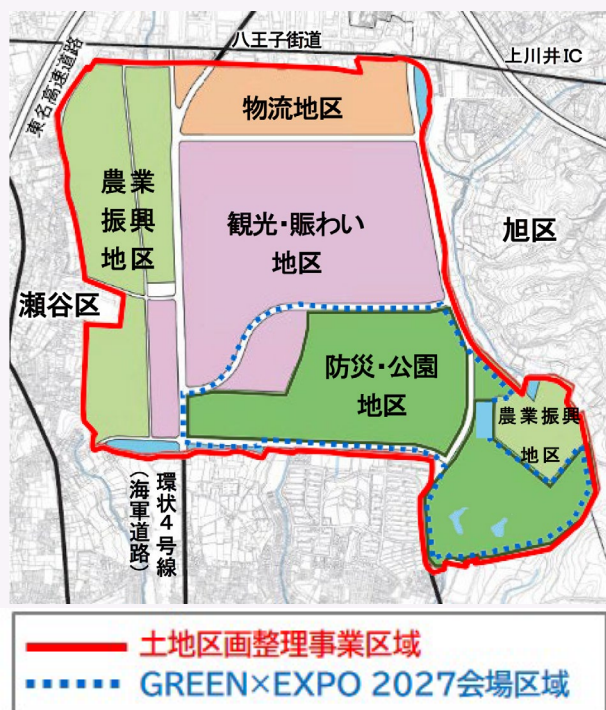 八王子街道
上川井IC
東名高速道路
物流地区
農業
振興
地区
観光・賑わい
地区
旭区
瀬谷区
防災・公園
地区
農業振興
地区
環状4号線
(海軍道路)
土地区画整理事業区域
GREEN×EXPO 2027会場区域